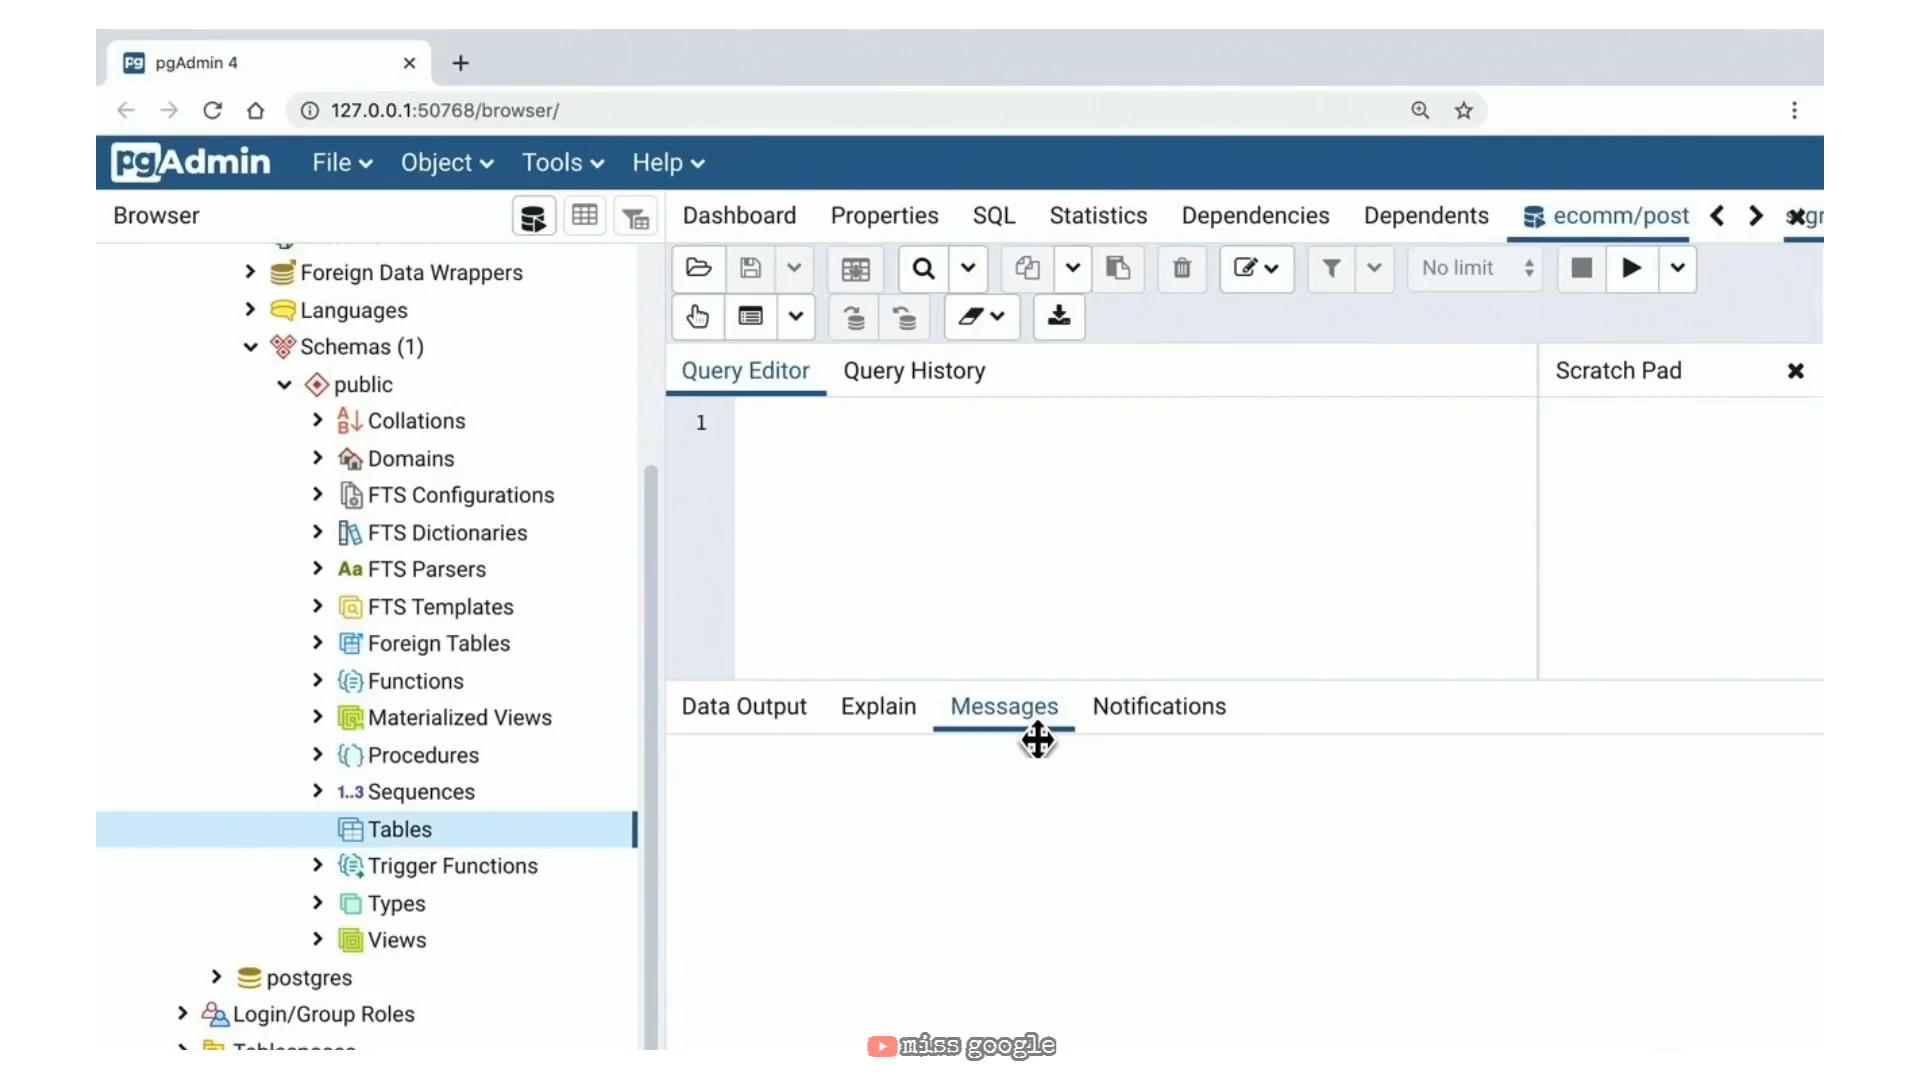 pgAdmin 4
127.0.0.1:50768/browser/
pgAdmin File Object Tools Help
Browser
Dashboard Properties SQL Statistics Dependencies Dependents ecomm/post
No limit
Foreign Data Wrappers
Languages
Schemas (1)
public
Collations
Domains
FTS Configurations
FTS Dictionaries
Aa FTS Parsers
FTS Templates
Foreign Tables
Functions
Materialized Views
Procedures
1..3 Sequences
Tables
Trigger Functions
Types
Views
postgres
Login/Group Roles
Query Editor Query History
Scratch Pad
1
Data Output Explain Messages Notifications
miss google